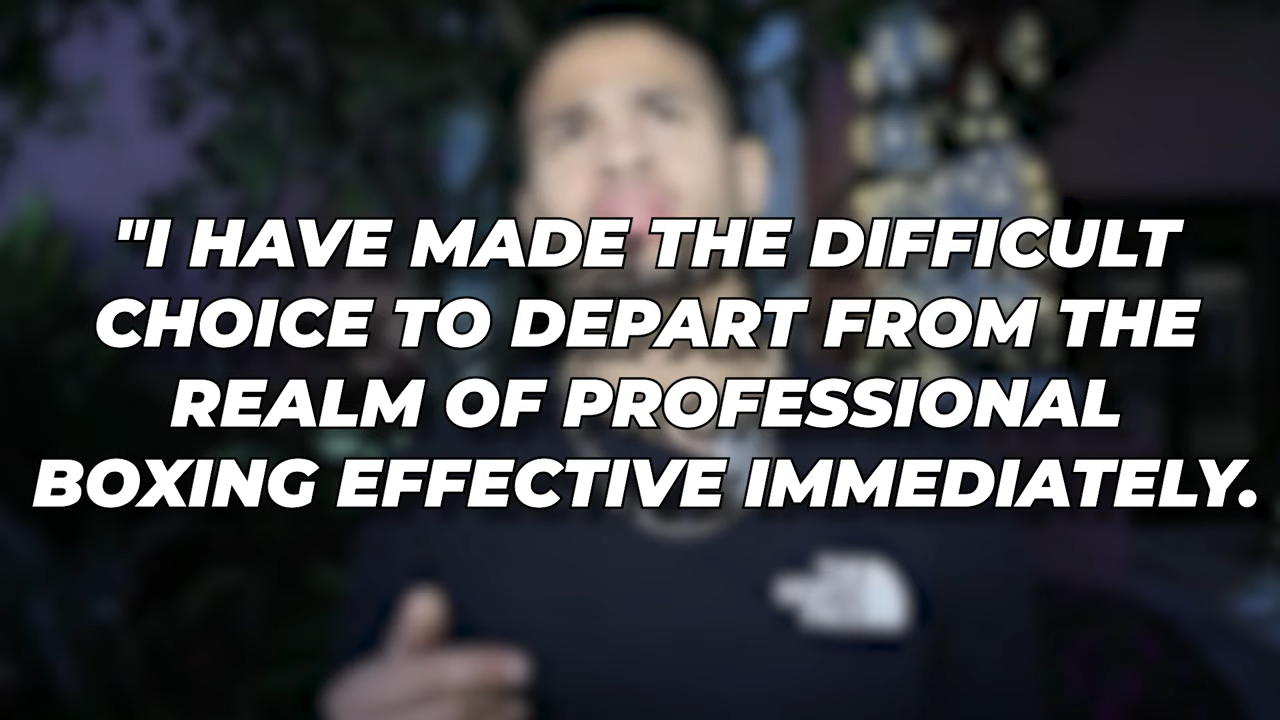 "I HAVE MADE THE DIFFICULT
CHOICE TO DEPART FROM THE
REALM OF PROFESSIONAL
BOXING EFFECTIVE IMMEDIATELY.